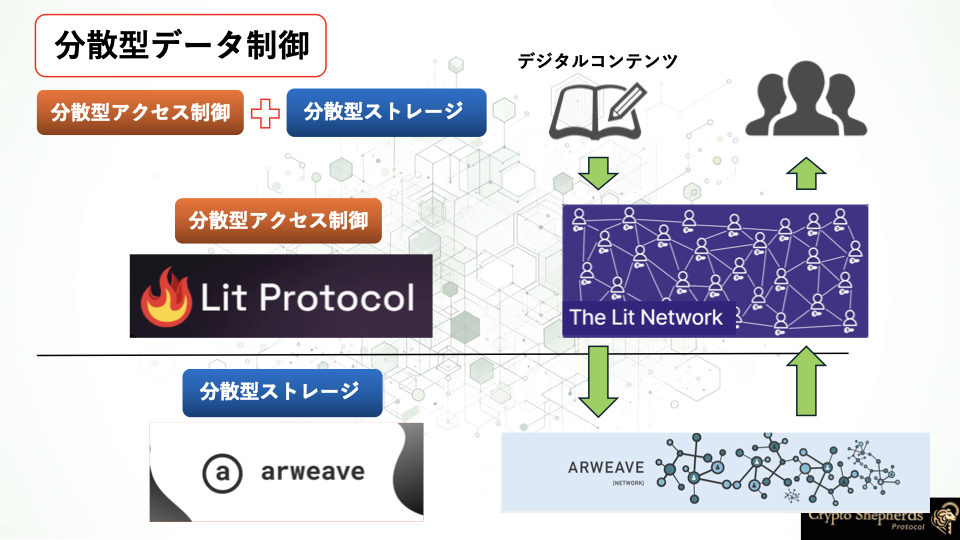 分散型データ制御
分散型アクセス制御
分散型ストレージ
デジタルコンテンツ
分散型アクセス制御
Lit Protocol
The Lit Network
分散型ストレージ
a arweave
ARWEAVE
[NETWORK]
Crypto Shepherds
Protocol